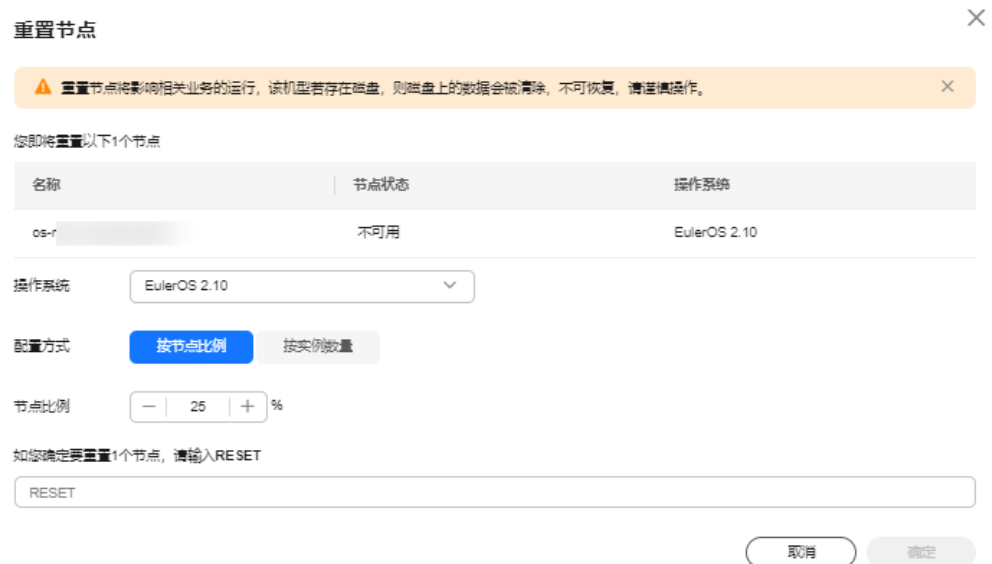 重置节点
重置节点将影响相关业务的运行，该机型若存在磁盘，则磁盘上的数据会被清除，不可恢复，请谨慎操作。
您即将重置以下1个节点
名称 节点状态 操作系统
os-r 不可用 EulerOS 2.10
操作系统 EulerOS 2.10
配置方式 按节点比例 按实例数量
节点比例 25 %
如您确定要重置1个节点，请输入RESET
RESET
取消 确定